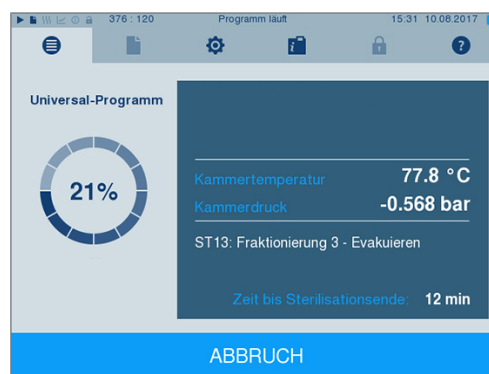 376 : 120 Programm läuft 15:31 10.08.2017
i ?
Universal-Programm
21%
Kammertemperatur 77.8 °C
Kammerdruck -0.568 bar
ST13: Fraktionierung 3 - Evakuieren
Zeit bis Sterilisationsende: 12 min
ABBRUCH